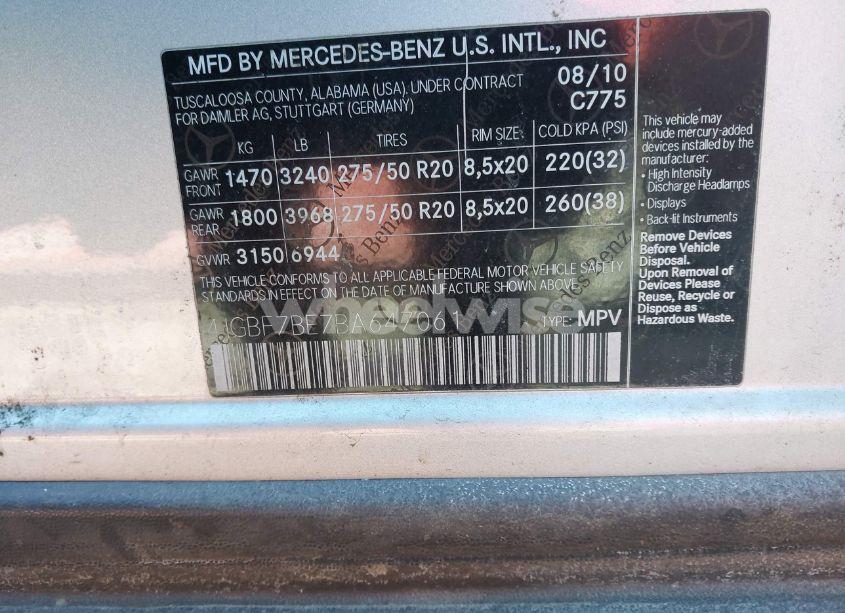 MFD BY MERCEDES-BENZ U.S. INTL., INC
TUSCALOOSA COUNTY, ALABAMA (USA). UNDER CONTRACT
FOR DAIMLER AG, STUTTGART (GERMANY)
08/10
C775
KG LB TIRES RIM SIZE: COLD KPA (PSI)
GAWR FRONT 1470 3240 275/50 R20 8,5x20 220(32)
GAWR REAR 1800 3968 275/50 R20 8,5x20 260(38)
GVWR 3150 6944
THIS VEHICLE CONFORMS TO ALL APPLICABLE FEDERAL MOTOR VEHICLE SAFETY
STANDARDS IN EFFECT ON THE DATE OF MANUFACTURE SHOWN ABOVE.
TYPE: MPV
This vehicle may
include mercury-added
devices installed by the
manufacturer:
• High Intensity
Discharge Headlamps
• Displays
• Back-lit Instruments
Remove Devices
Before Vehicle
Disposal.
Upon Removal of
Devices Please
Reuse, Recycle or
Dispose as
Hazardous Waste.